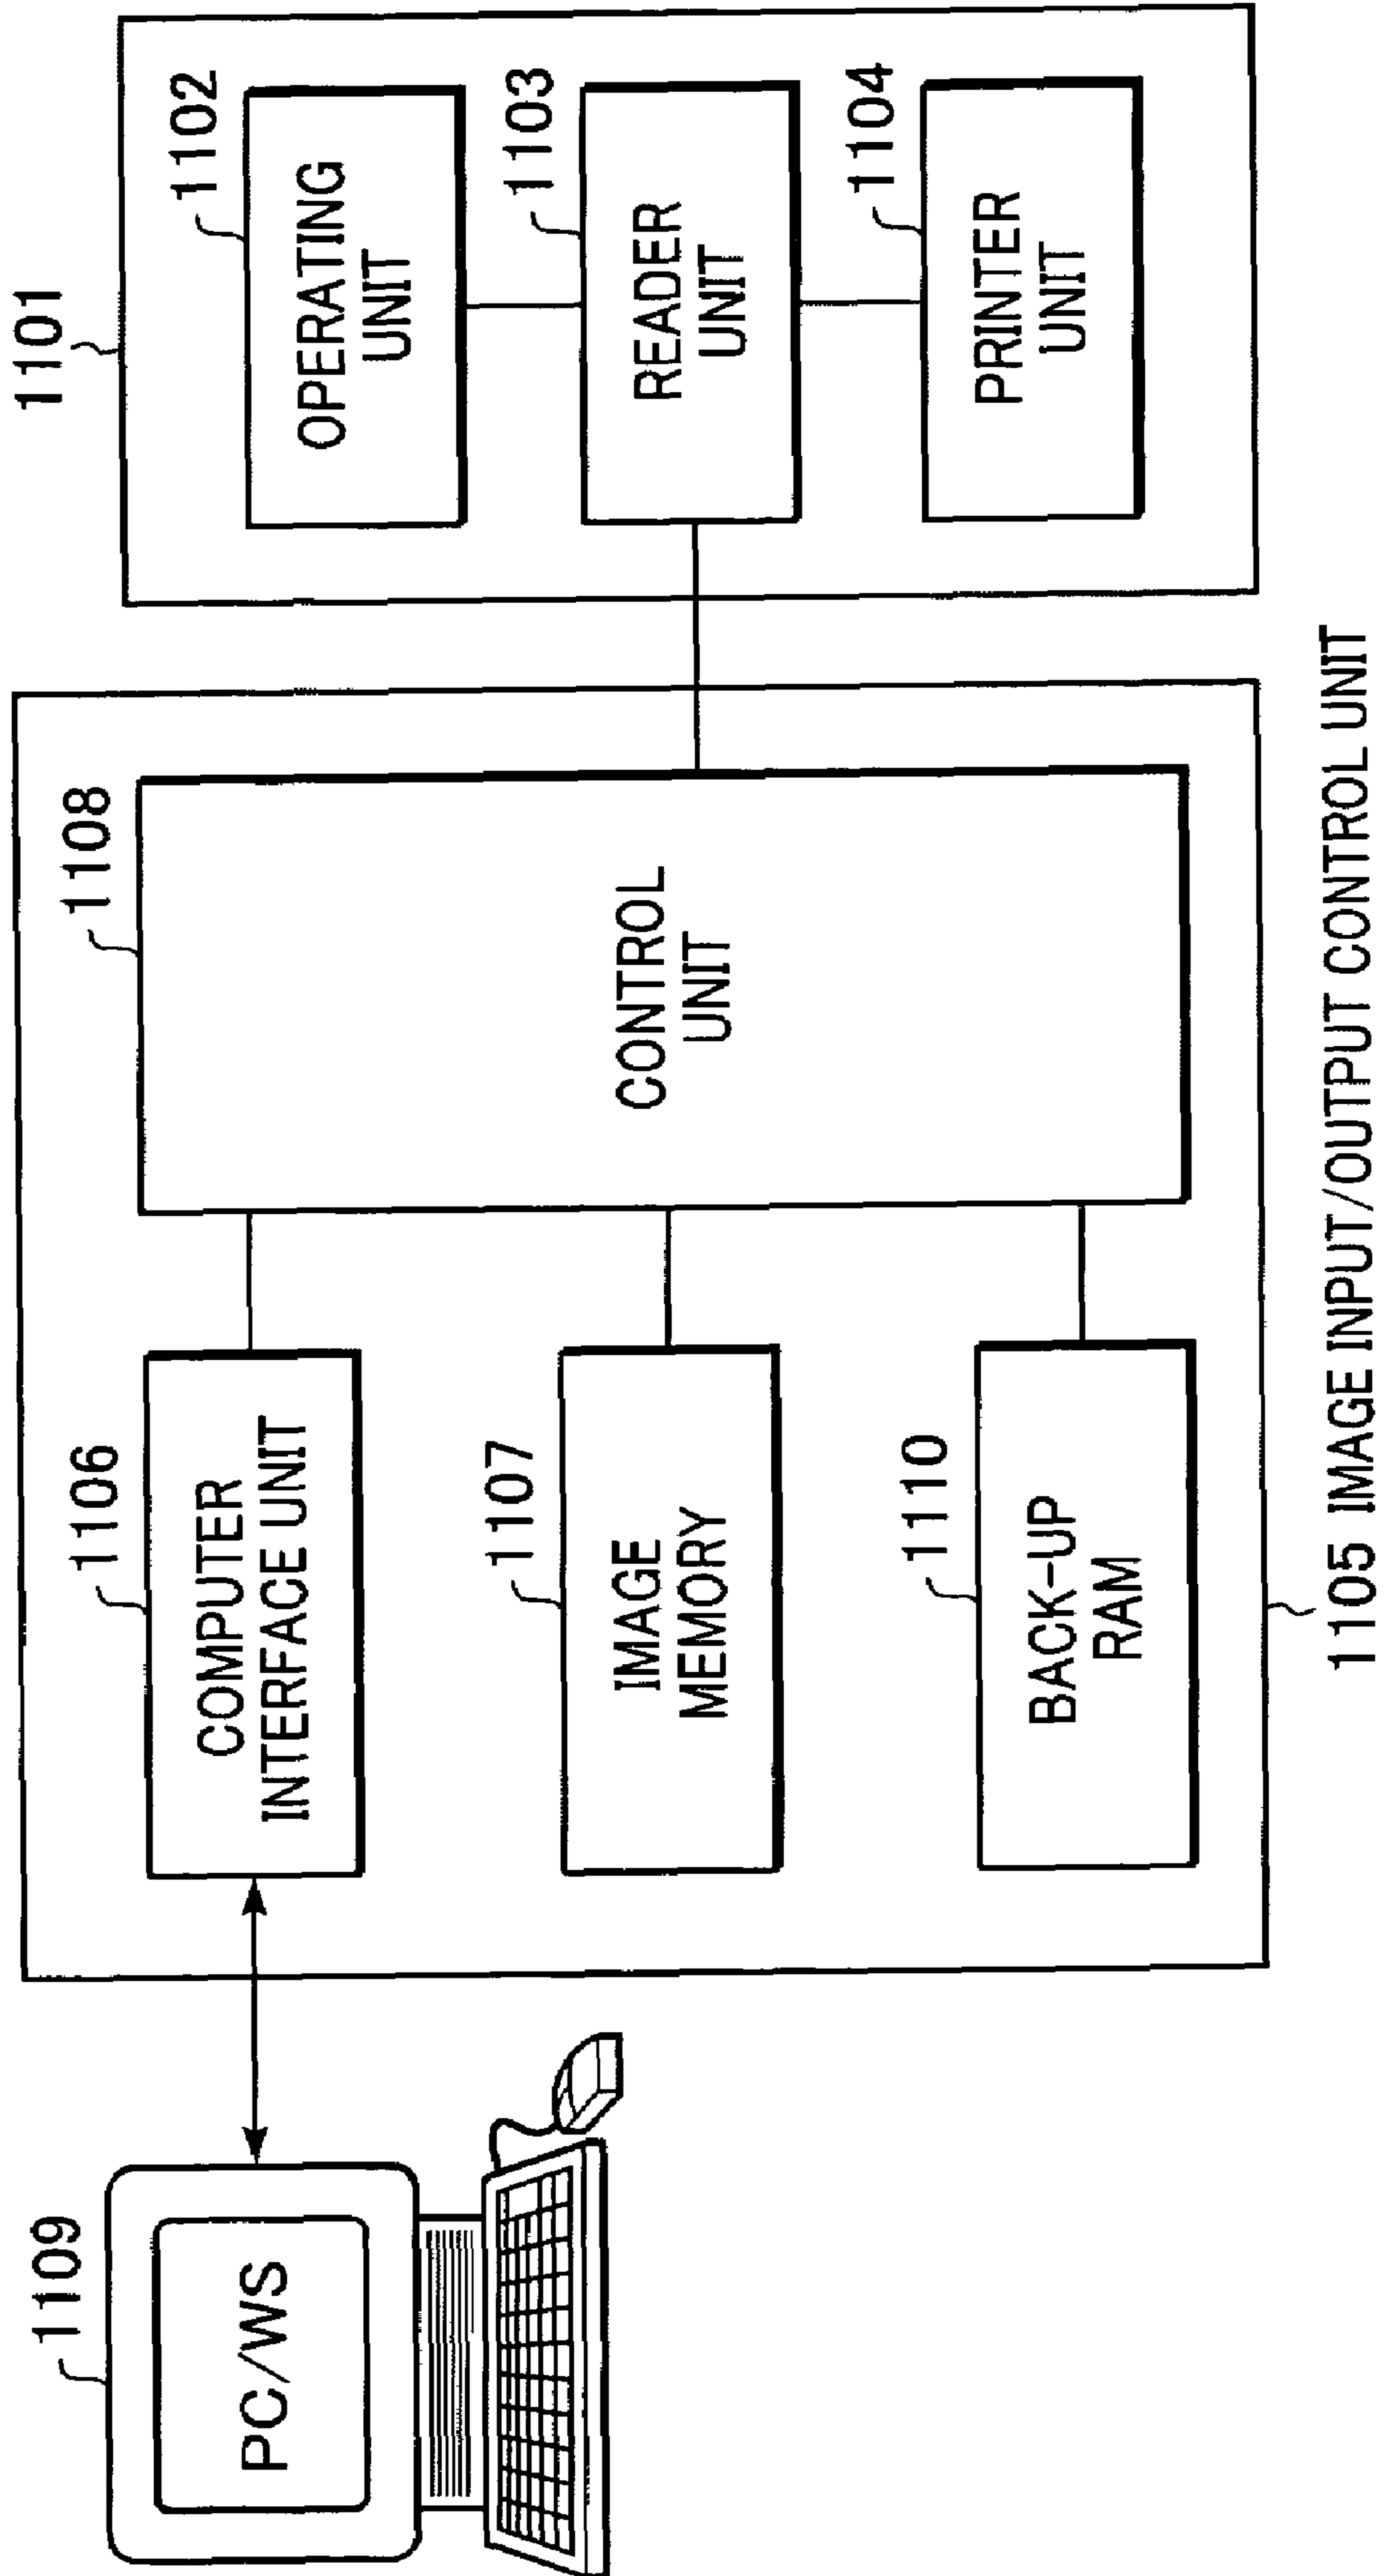 1109
PC/WS
1106
COMPUTER
INTERFACE UNIT
1107
IMAGE
MEMORY
1110
BACK-UP
RAM
1108
CONTROL
UNIT
1105 IMAGE INPUT/OUTPUT CONTROL UNIT
1101
1102
OPERATING
UNIT
1103
READER
UNIT
1104
PRINTER
UNIT